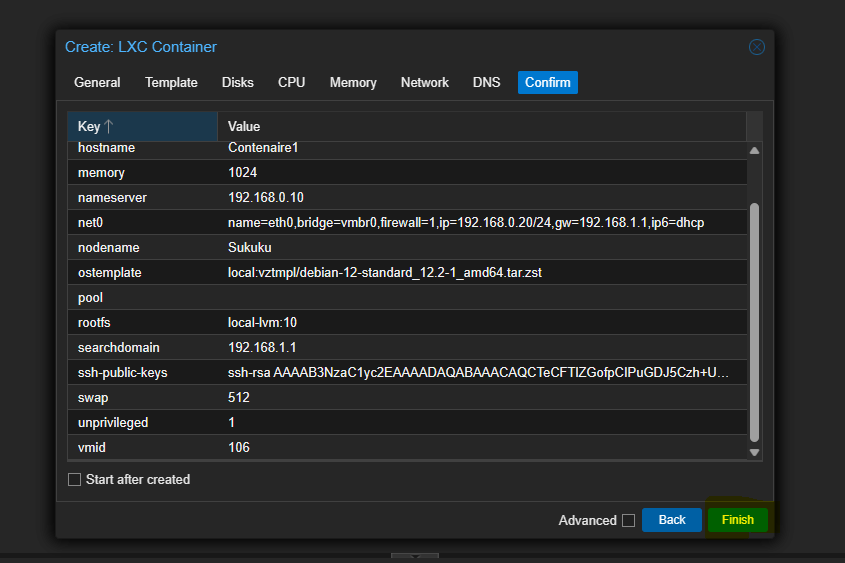 Create: LXC Container
General Template Disks CPU Memory Network DNS Confirm
Key Value
hostname Contenaire1
memory 1024
nameserver 192.168.0.10
net0 name=eth0,bridge=vmbr0,firewall=1,ip=192.168.0.20/24,gw=192.168.1.1,ip6=dhcp
nodename Sukuku
ostemplate local:vztmpl/debian-12-standard_12.2-1_amd64.tar.zst
pool
rootfs local-lvm:10
searchdomain 192.168.1.1
ssh-public-keys ssh-rsa AAAAB3NzaC1yc2EAAAADAQABAAACAQCTeCFTIZGofpCIPuGDJ5Czh+U...
swap 512
unprivileged 1
vmid 106
Start after created
Advanced Back Finish